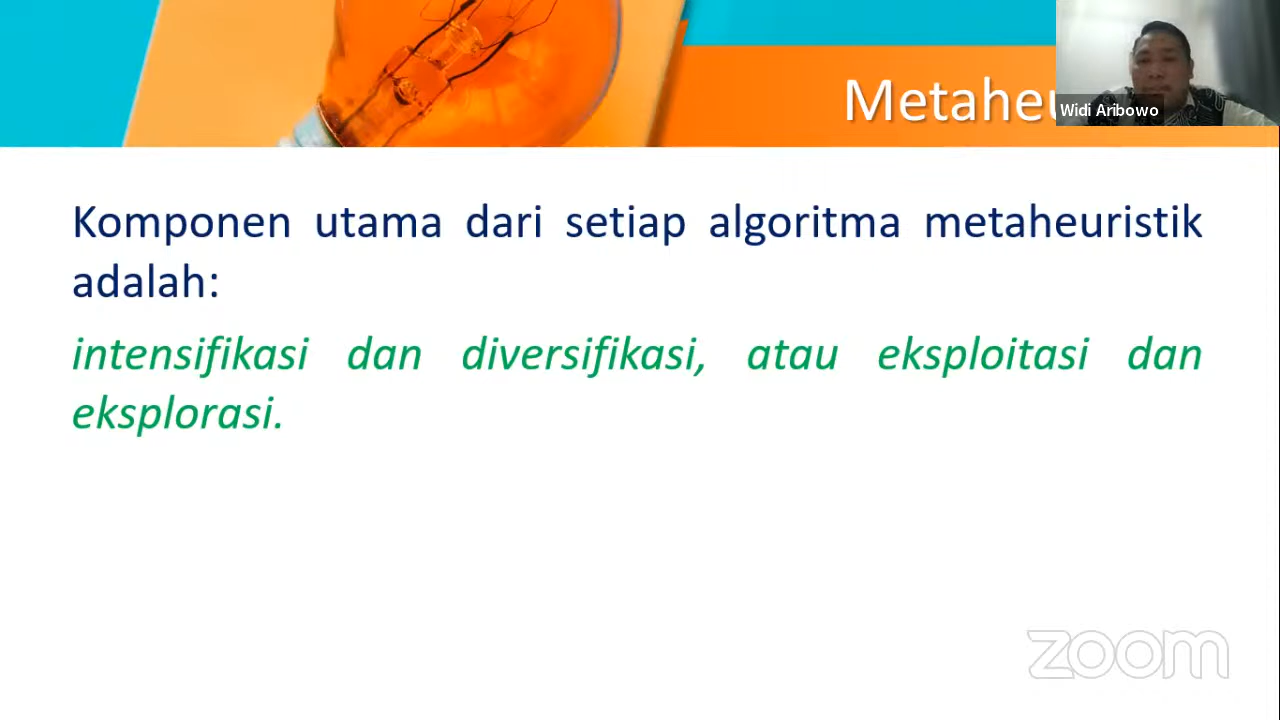 Metaheu
Widi Aribowo
Komponen utama dari setiap algoritma metaheuristik
adalah:
intensifikasi dan diversifikasi, atau eksploitasi dan
eksplorasi.
zoom